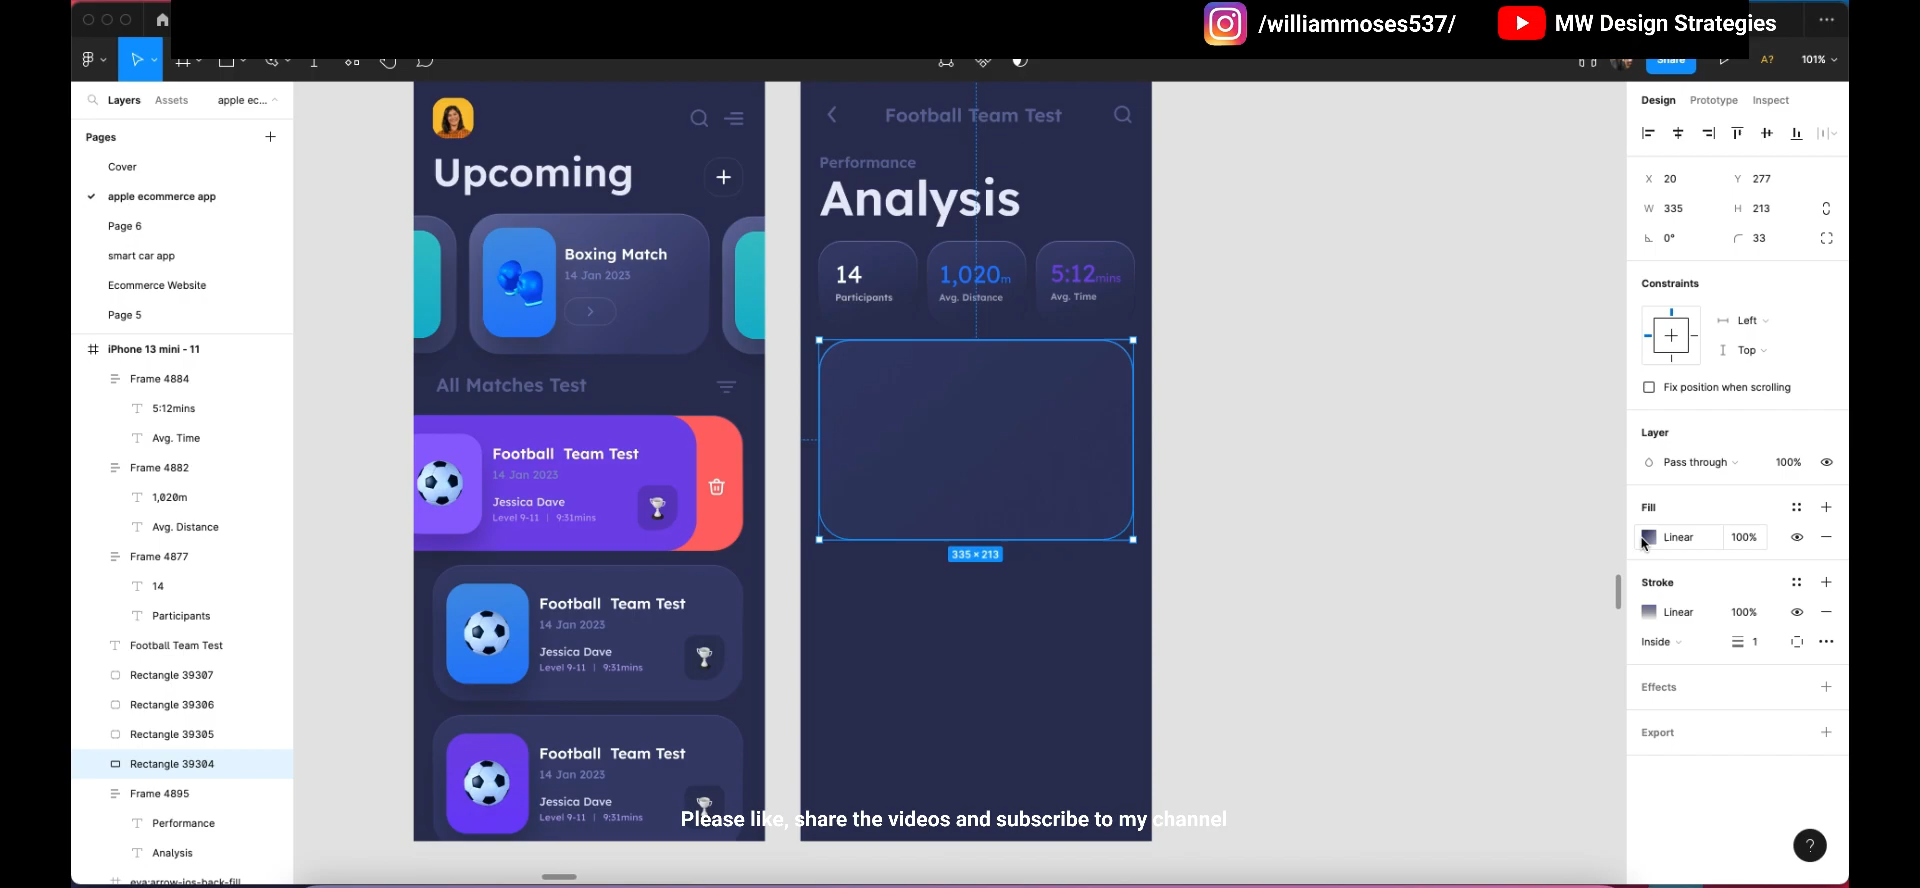 /williammoses537/
MW Design Strategies
Share
A?
101%
Layers
Assets
apple ec...
Pages
Cover
apple ecommerce app
Page 6
smart car app
Ecommerce Website
Page 5
iPhone 13 mini - 11
Frame 4884
5:12mins
Avg. Time
Frame 4882
1,020m
Avg. Distance
Frame 4877
14
Participants
Football Team Test
Rectangle 39307
Rectangle 39306
Rectangle 39305
Rectangle 39304
Frame 4895
Performance
Analysis
eva:arrow-ios-back-fill
Upcoming
Boxing Match
14 Jan 2023
All Matches Test
Football Team Test
14 Jan 2023
Jessica Dave
Level 9-11 | 9:31mins
Football Team Test
14 Jan 2023
Jessica Dave
Level 9-11 | 9:31mins
Football Team Test
14 Jan 2023
Jessica Dave
Level 9-11 | 9:31mins
Football Team Test
Performance
Analysis
14
Participants
1,020m
Avg. Distance
5:12mins
Avg. Time
335 × 213
Please like, share the videos and subscribe to my channel
Design
Prototype
Inspect
X 20
Y 277
W 335
H 213
0°
33
Constraints
Left
Top
Fix position when scrolling
Layer
Pass through
100%
Fill
Linear
100%
Stroke
Linear
100%
Inside
1
Effects
Export
?